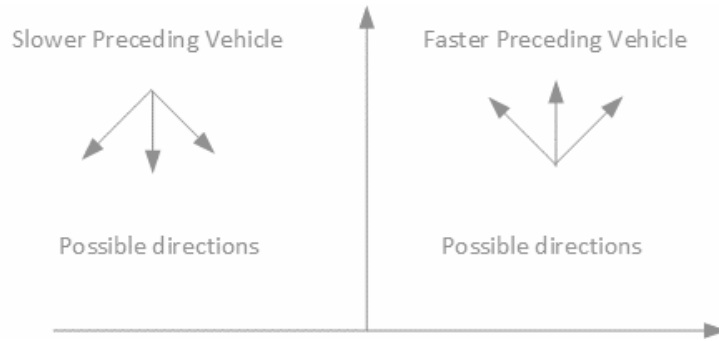 Slower Preceding Vehicle
Faster Preceding Vehicle
Possible directions
Possible directions